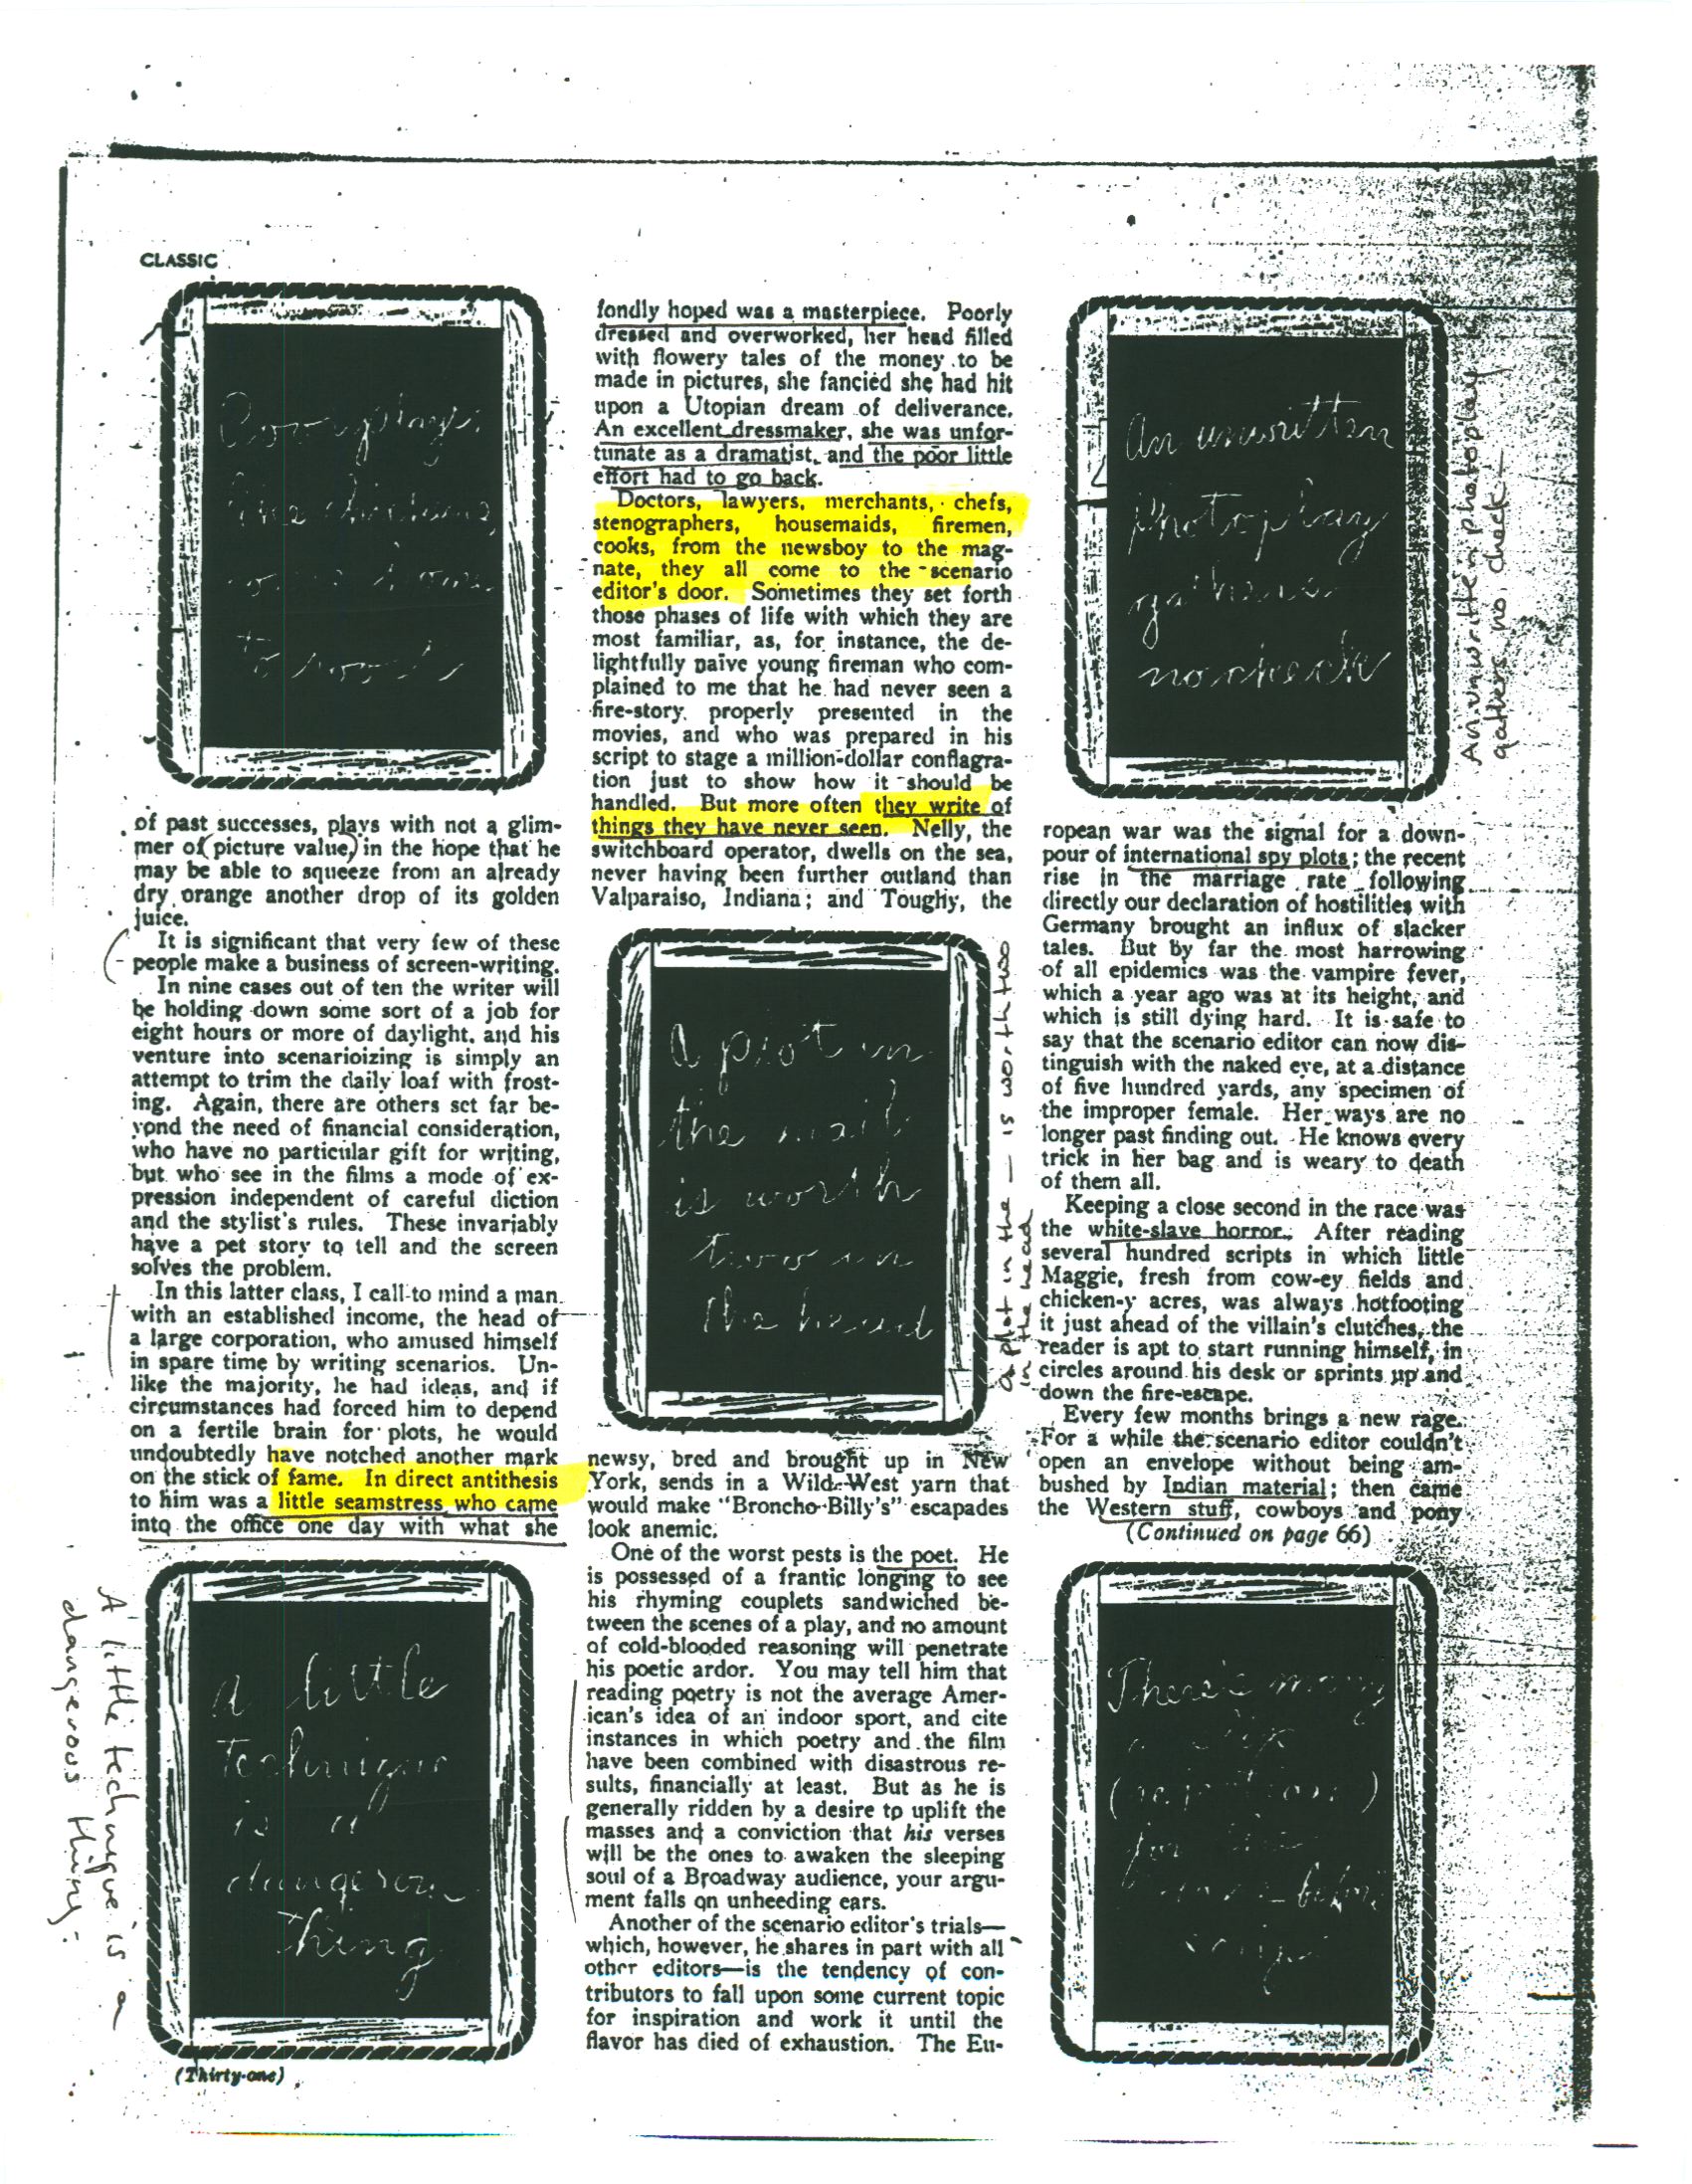 CLASSIC
of past successes, plays with not a glim-
mer of picture value, in the hope that he
may be able to squeeze from an already
dry orange another drop of its golden
juice.
It is significant that very few of these
people make a business of screen-writing.
In nine cases out of ten the writer will
be holding down some sort of a job for
eight hours or more of daylight, and his
venture into scenarioizing is simply an
attempt to trim the daily loaf with frost-
ing. Again, there are others set far be-
yond the need of financial consideration,
who have no particular gift for writing,
but who see in the films a mode of ex-
pression independent of careful diction
and the stylist's rules. These invariably
have a pet story to tell and the screen
solves the problem.
In this latter class, I call to mind a man
with an established income, the head of
a large corporation, who amused himself
in spare time by writing scenarios. Un-
like the majority, he had ideas, and if
circumstances had forced him to depend
on a fertile brain for plots, he would
undoubtedly have notched another mark
on the stick of fame. In direct antithesis
to him was a little seamstress who came
into the office one day with what she
a little
technique
is a
dangerous
thing
A little technique is a
dangerous thing.
(Thirty-one)
fondly hoped was a masterpiece. Poorly
dressed and overworked, her head filled
with flowery tales of the money to be
made in pictures, she fancied she had hit
upon a Utopian dream of deliverance.
An excellent dressmaker, she was unfor-
tunate as a dramatist, and the poor little
effort had to go back.
Doctors, lawyers, merchants, chefs,
stenographers, housemaids, firemen,
cooks, from the newsboy to the mag-
nate, they all come to the scenario
editor's door. Sometimes they set forth
those phases of life with which they are
most familiar, as, for instance, the de-
lightfully naïve young fireman who com-
plained to me that he had never seen a
fire-story properly presented in the
movies, and who was prepared in his
script to stage a million-dollar conflagra-
tion just to show how it should be
handled. But more often they write of
things they have never seen. Nelly, the
switchboard operator, dwells on the sea,
never having been further outland than
Valparaiso, Indiana; and Toughy, the
A plot in
the mail
is worth
two in
the head
a plot in the — is worth two
in the head
newsy, bred and brought up in New
York, sends in a Wild-West yarn that
would make "Broncho-Billy's" escapades
look anemic.
One of the worst pests is the poet. He
is possessed of a frantic longing to see
his rhyming couplets sandwiched be-
tween the scenes of a play, and no amount
of cold-blooded reasoning will penetrate
his poetic ardor. You may tell him that
reading poetry is not the average Amer-
ican's idea of an indoor sport, and cite
instances in which poetry and the film
have been combined with disastrous re-
sults, financially at least. But as he is
generally ridden by a desire to uplift the
masses and a conviction that his verses
will be the ones to awaken the sleeping
soul of a Broadway audience, your argu-
ment falls on unheeding ears.
Another of the scenario editor's trials—
which, however, he shares in part with all
other editors—is the tendency of con-
tributors to fall upon some current topic
for inspiration and work it until the
flavor has died of exhaustion. The Eu-
An unwritten
photoplay
gathers
no check
An unwritten photoplay
gathers no check—
ropean war was the signal for a down-
pour of international spy plots; the recent
rise in the marriage rate following
directly our declaration of hostilities with
Germany brought an influx of slacker
tales. But by far the most harrowing
of all epidemics was the vampire fever,
which a year ago was at its height, and
which is still dying hard. It is safe to
say that the scenario editor can now dis-
tinguish with the naked eye, at a distance
of five hundred yards, any specimen of
the improper female. Her ways are no
longer past finding out. He knows every
trick in her bag and is weary to death
of them all.
Keeping a close second in the race was
the white-slave horror. After reading
several hundred scripts in which little
Maggie, fresh from cow-ey fields and
chicken-y acres, was always hotfooting
it just ahead of the villain's clutches, the
reader is apt to start running himself, in
circles around his desk or sprints up and
down the fire-escape.
Every few months brings a new rage.
For a while the scenario editor couldn't
open an envelope without being am-
bushed by Indian material; then came
the Western stuff, cowboys and pony
(Continued on page 66)
There's many
a slip